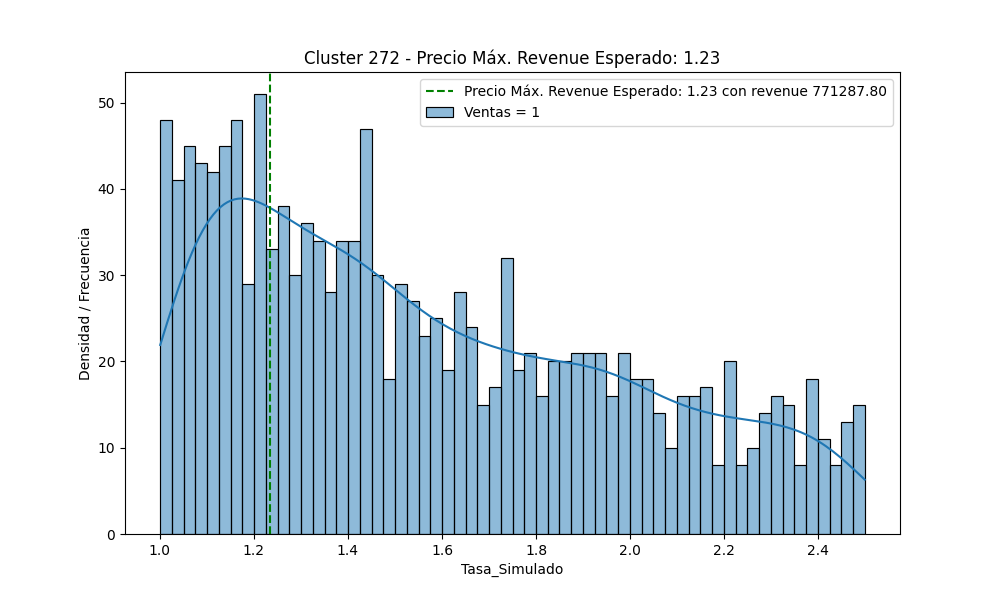 Cluster 272 - Precio Máx. Revenue Esperado: 1.23
Precio Máx. Revenue Esperado: 1.23 con revenue 771287.80
Ventas = 1
Densidad / Frecuencia
50
40
30
20
10
0
1.0 1.2 1.4 1.6 1.8 2.0 2.2 2.4
Tasa_Simulado